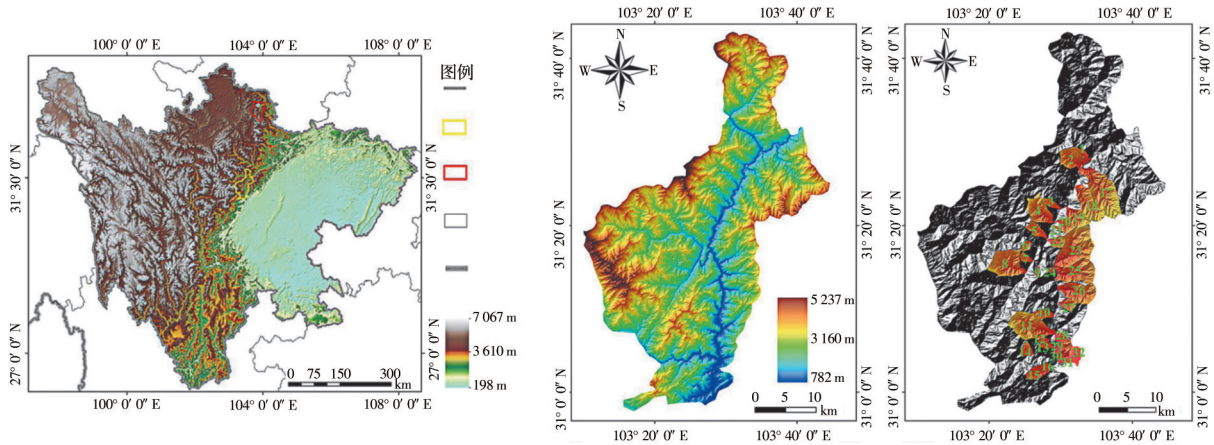 100° 0′ 0″ E
104° 0′ 0″ E
108° 0′ 0″ E
31° 30′ 0″ N
27° 0′ 0″ N
图例
31° 30′ 0″ N
27° 0′ 0″ N
7 067 m
3 610 m
198 m
0 75 150 300
km
100° 0′ 0″ E
104° 0′ 0″ E
108° 0′ 0″ E
103° 20′ 0″ E
103° 40′ 0″ E
N
W E
S
31° 40′ 0″ N
31° 20′ 0″ N
31° 0′ 0″ N
31° 40′ 0″ N
31° 20′ 0″ N
31° 0′ 0″ N
5 237 m
3 160 m
782 m
0 5 10
km
103° 20′ 0″ E
103° 40′ 0″ E
103° 20′ 0″ E
103° 40′ 0″ E
N
W E
S
31° 40′ 0″ N
31° 20′ 0″ N
31° 0′ 0″ N
0 5 10
km
103° 20′ 0″ E
103° 40′ 0″ E